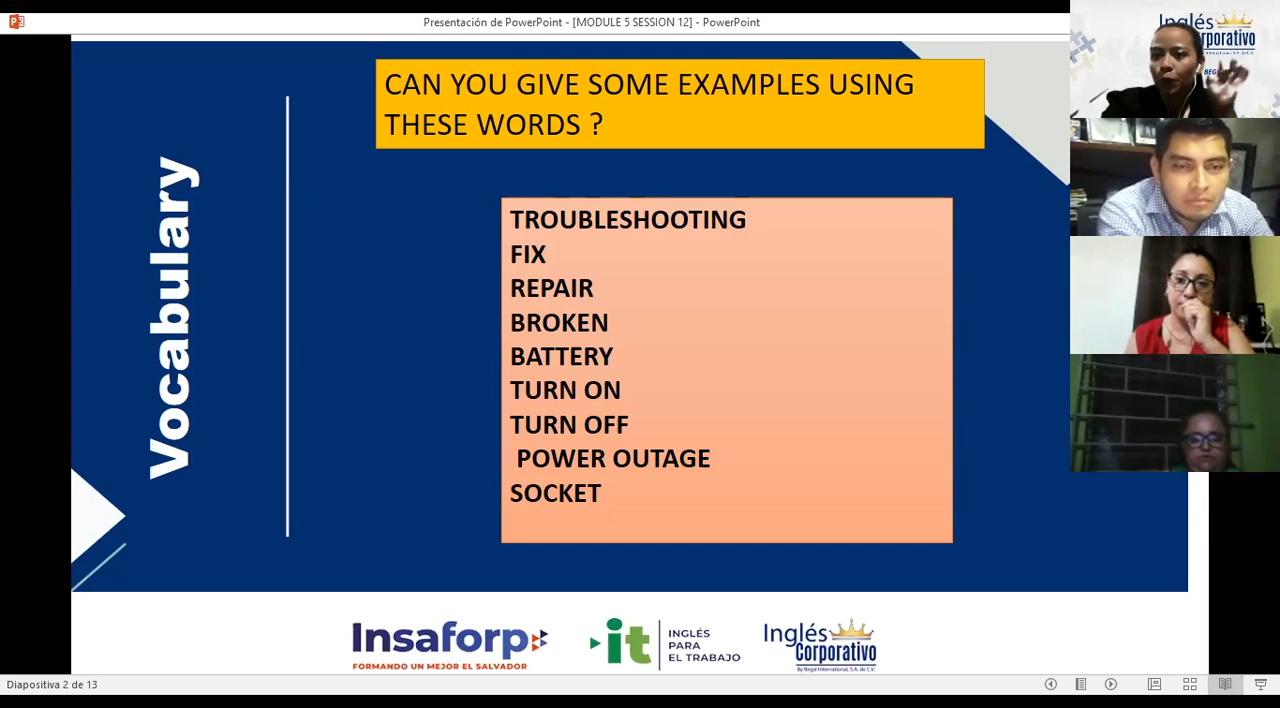 Presentación de PowerPoint - [MODULE 5 SESSION 12] - PowerPoint
CAN YOU GIVE SOME EXAMPLES USING
THESE WORDS ?
Vocabulary
TROUBLESHOOTING
FIX
REPAIR
BROKEN
BATTERY
TURN ON
TURN OFF
POWER OUTAGE
SOCKET
Insaforp
FORMANDO UN MEJOR EL SALVADOR
it
INGLÉS
PARA
EL TRABAJO
Inglés
Corporativo
By Regal International, S.A. de C.V.
Inglés
rporativo
Diapositiva 2 de 13